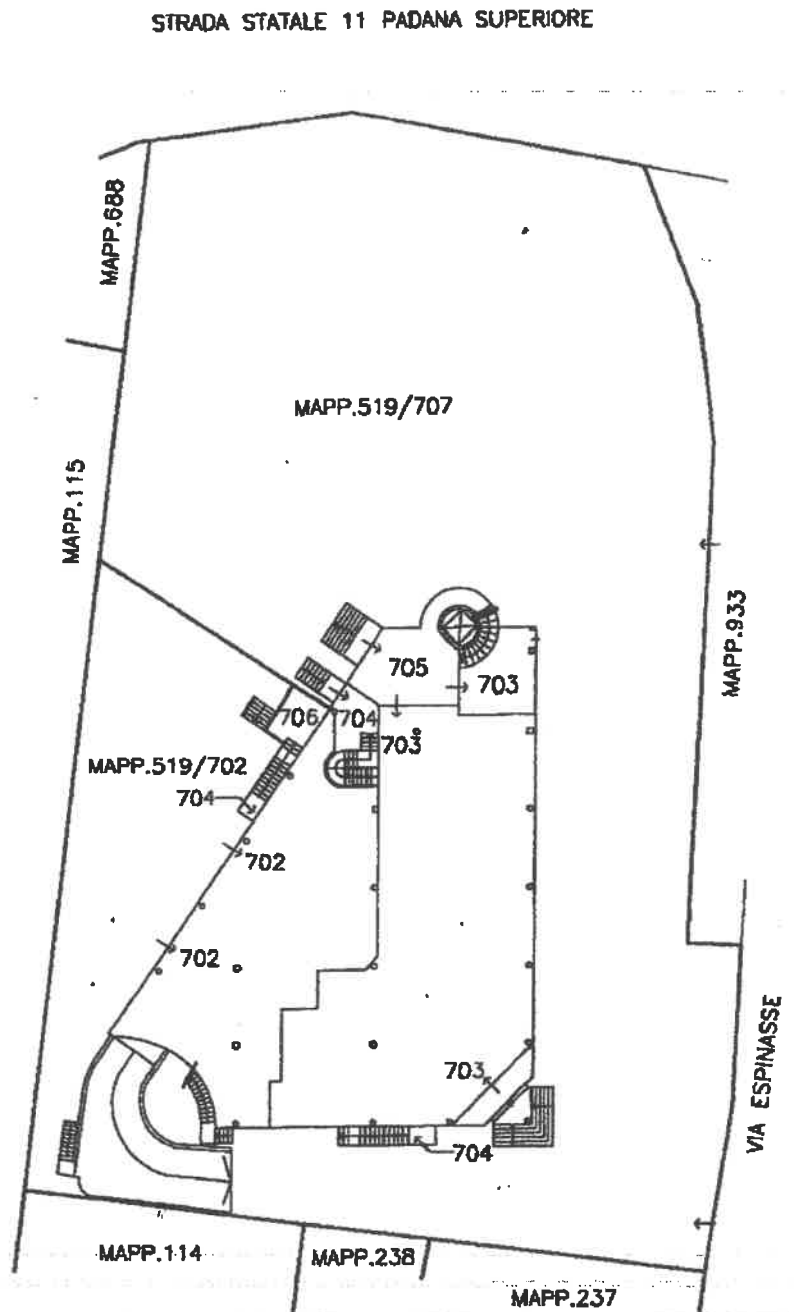 STRADA STATALE 11 PADANA SUPERIORE
MAPP.688
MAPP.519/707
MAPP.115
MAPP.933
705
703
706
704
703
MAPP.519/702
704
702
702
703
704
VIA ESPINASSE
MAPP.114
MAPP.238
MAPP.237